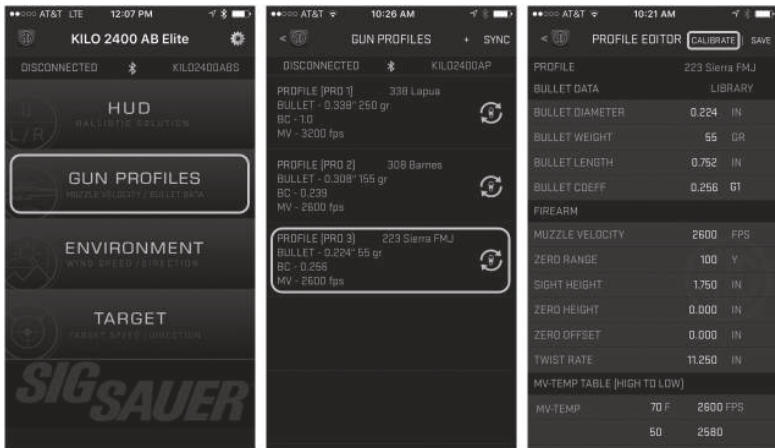 AT&T LTE 12:07 PM
KILO 2400 AB Elite
DISCONNECTED KILO2400ABS
HUD
BALLISTIC SOLUTION
L/R
GUN PROFILES
MUZZLE VELOCITY / BULLET DATA
ENVIRONMENT
WIND SPEED / DIRECTION
TARGET
TARGET SPEED / DIRECTION
SIG SAUER
AT&T 10:26 AM
< GUN PROFILES + SYNC
DISCONNECTED KILO2400AP
PROFILE (PRO 1) 338 Lapua
BULLET - 0.338" 250 gr
BC - 1.0
MV - 3200 fps
PROFILE (PRO 2) 308 Barnes
BULLET - 0.308" 155 gr
BC - 0.239
MV - 2600 fps
PROFILE (PRO 3) 223 Sierra FMJ
BULLET - 0.224" 55 gr
BC - 0.256
MV - 2600 fps
AT&T 10:21 AM
< PROFILE EDITOR CALIBRATE | SAVE
PROFILE 223 Sierra FMJ
BULLET DATA LIBRARY
BULLET DIAMETER 0.224 IN
BULLET WEIGHT 55 GR
BULLET LENGTH 0.752 IN
BULLET COEFF 0.256 G1
FIREARM
MUZZLE VELOCITY 2600 FPS
ZERO RANGE 100 Y
SIGHT HEIGHT 1.750 IN
ZERO HEIGHT 0.000 IN
ZERO OFFSET 0.000 IN
TWIST RATE 11.250 IN
MV-TEMP TABLE (HIGH TO LOW)
MV-TEMP 70 F 2600 FPS
50 2580